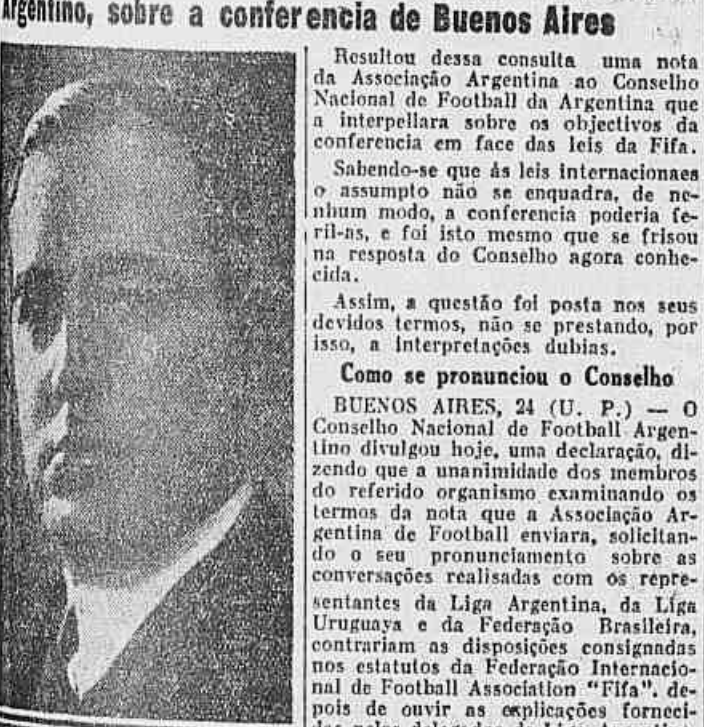 Argentino, sobre a conferencia de Buenos Aires
Resultou dessa consulta uma nota
da Associação Argentina ao Conselho
Nacional de Football da Argentina que
a interpellara sobre os objectivos da
conferencia em face das leis da Fifa.
Sabendo-se que ás leis internacionaes
o assumpto não se enquadra, de ne-
nhum modo, a conferencia poderia fe-
ril-as, e foi isto mesmo que se frisou
na resposta do Conselho agora conhe-
cida.
Assim, a questão foi posta nos seus
devidos termos, não se prestando, por
isso, a interpretações dubias.
Como se pronunciou o Conselho
BUENOS AIRES, 24 (U. P.) — O
Conselho Nacional de Football Argen-
tino divulgou hoje, uma declaração, di-
zendo que a unanimidade dos membros
do referido organismo examinando os
termos da nota que a Associação Ar-
gentina de Football enviara, solicitan-
do o seu pronunciamento sobre as
conversações realisadas com os repre-
sentantes da Liga Argentina, da Liga
Uruguaya e da Federação Brasileira,
contrariam as disposições consignadas
nos estatutos da Federação Internacio-
nal de Football Association "Fifa". de-
pois de ouvir as explicações forneci-